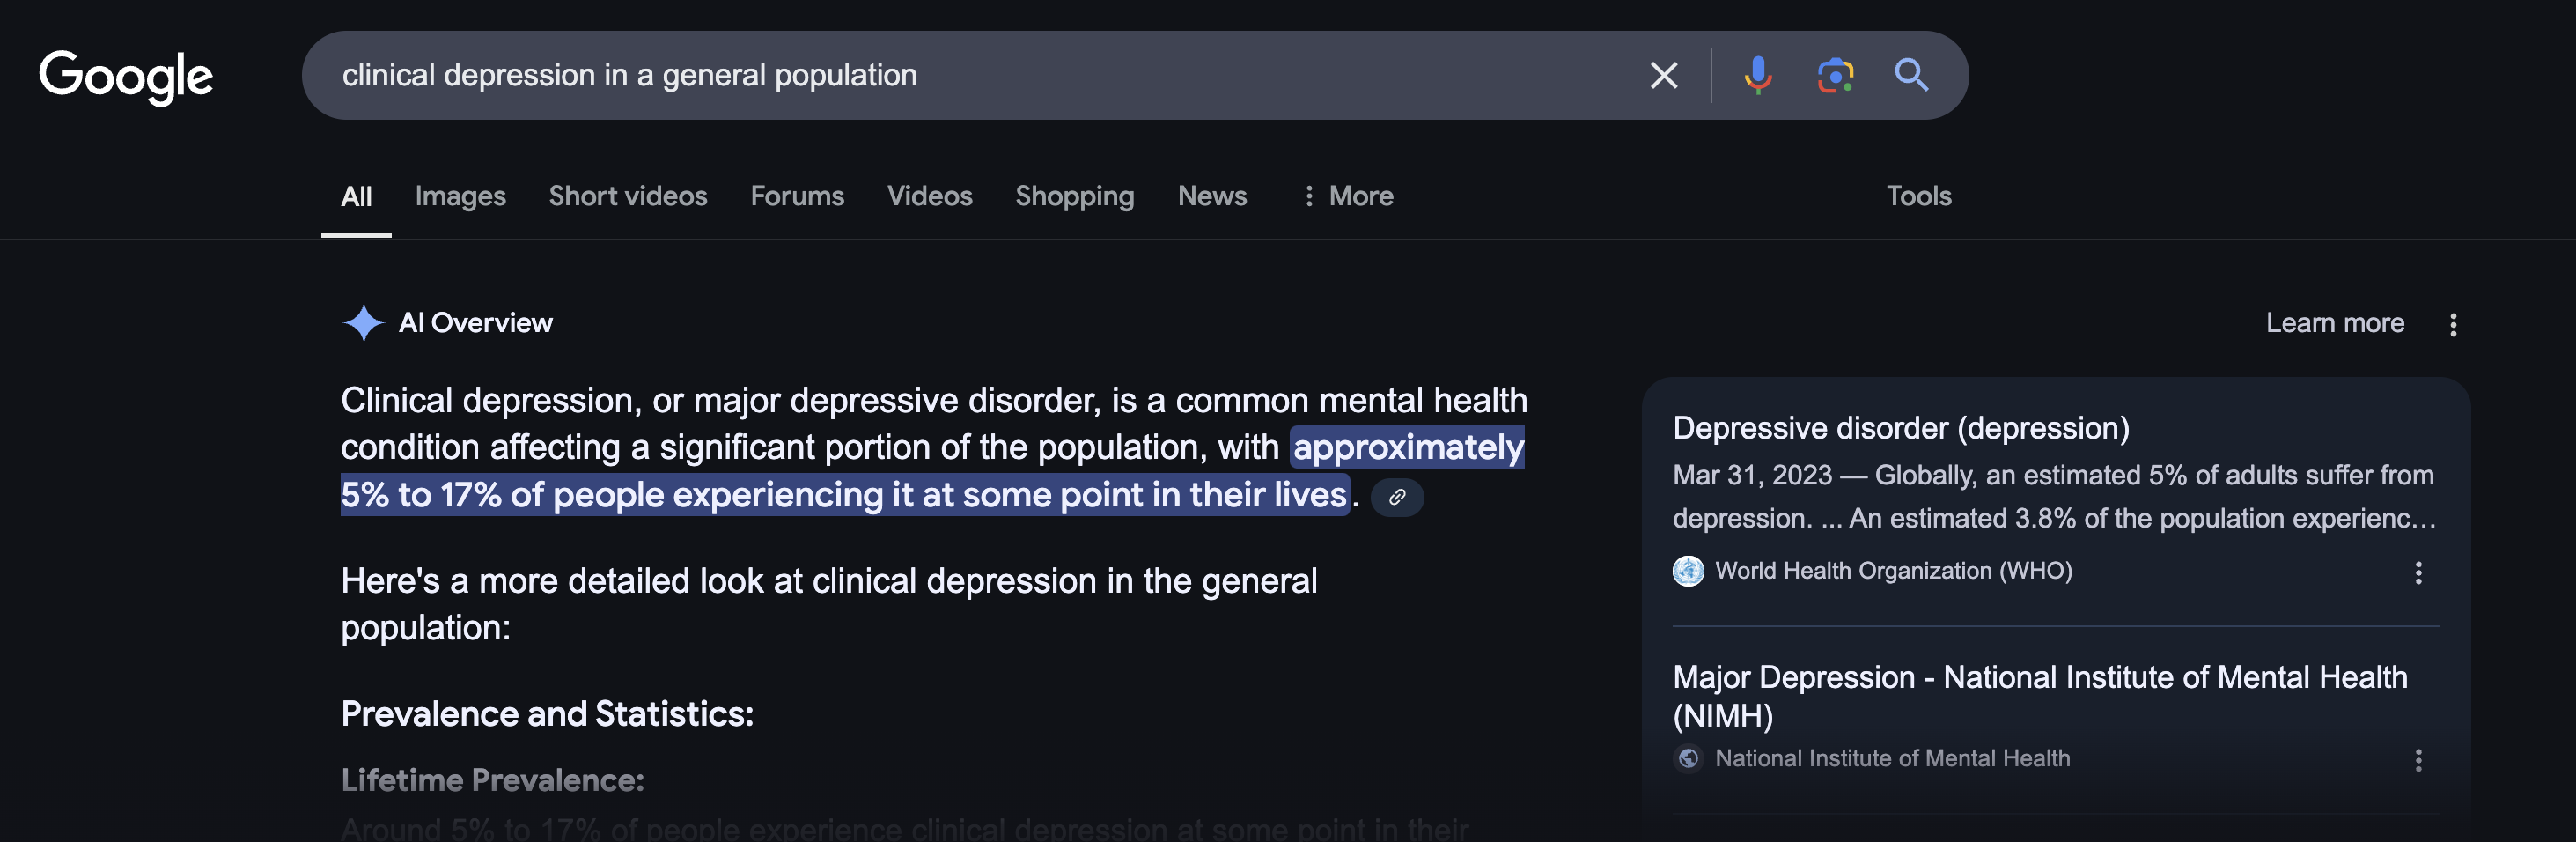 Google
clinical depression in a general population
All Images Short videos Forums Videos Shopping News More Tools
AI Overview
Learn more
Clinical depression, or major depressive disorder, is a common mental health
condition affecting a significant portion of the population, with approximately
5% to 17% of people experiencing it at some point in their lives.
Here's a more detailed look at clinical depression in the general
population:
Prevalence and Statistics:
Lifetime Prevalence:
Around 5% to 17% of people experience clinical depression at some point in their
Depressive disorder (depression)
Mar 31, 2023 — Globally, an estimated 5% of adults suffer from
depression. ... An estimated 3.8% of the population experienc...
World Health Organization (WHO)
Major Depression - National Institute of Mental Health
(NIMH)
National Institute of Mental Health